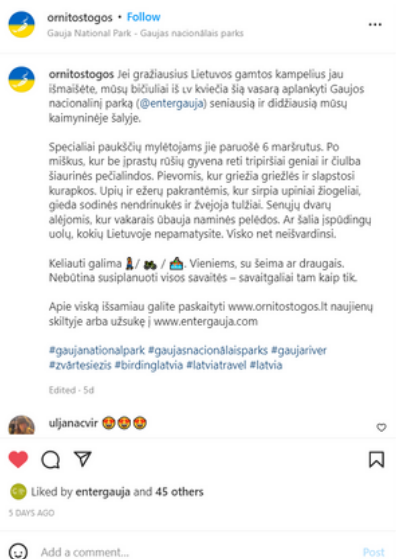 ornitostogos • Follow
Gauja National Park - Gaujas nacionālais parks
ornitostogos Jei gražiausius Lietuvos gamtos kampelius jau
išmaišėte, mūsų bičiuliai iš LV kviečia šią vasarą aplankyti Gaujos
nacionalinį parką (@entergauja) seniausią ir didžiausią mūsų
kaimyninėje šalyje.
Specialiai paukščių mylėtojams jie paruošė 6 maršrutus. Po
miškus, kur be įprastų rūšių gyvena reti tripirščiai geniai ir čiulba
šiaurinės pečialindos. Pievomis, kur griežia griežlės ir slapstosi
kurapkos. Upių ir ežerų pakrantėmis, kur sirpia upiniai žiogeliai,
gieda sodinės nendrinukės ir žvejoja tulžiai. Senųjų dvarų
alėjomis, kur vakarais ūbauja naminės pelėdos. Ar šalia įspūdingų
uolų, kokių Lietuvoje nepamatysite. Visko net neišvardinsi.
Keliauti galima 🚶/ 🏍 / 🚣. Vieniems, su šeima ar draugais.
Nebūtina susiplanuoti visos savaitės – savaitgaliai tam kaip tik.
Apie viską išsamiau galite paskaityti www.ornitostogos.lt naujienų
skiltyje arba užsukę į www.entergauja.com
#gaujanationalpark #gaujasnacionālaisparks #gaujariver
#zvārtesiezis #birdinglatvia #latviatravel #latvia
Edited · 5d
uljanacvir 😍😍😍
Liked by entergauja and 45 others
5 DAYS AGO
Add a comment...
Post